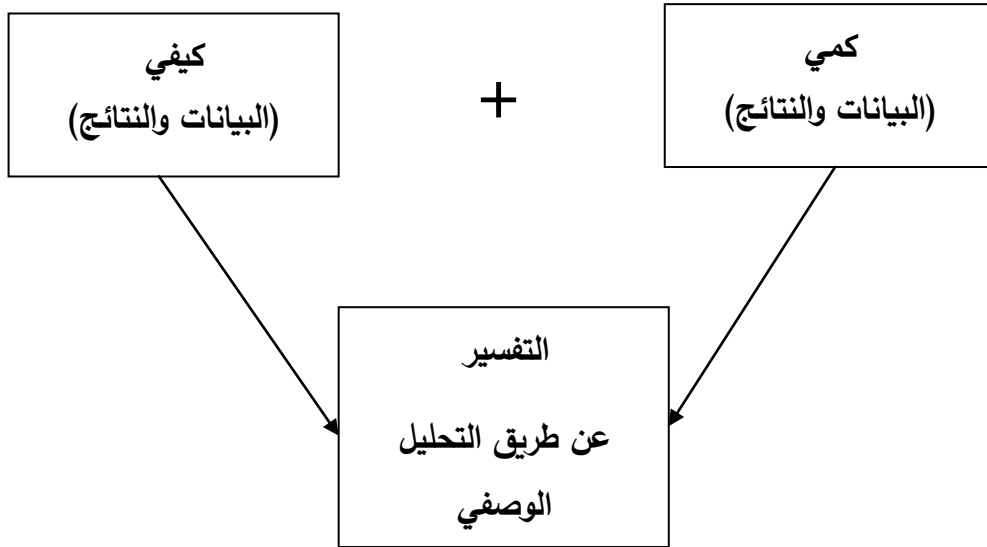 كمي
(البيانات والنتائج)
+
كيفي
(البيانات والنتائج)
التفسير
عن طريق التحليل
الوصفي